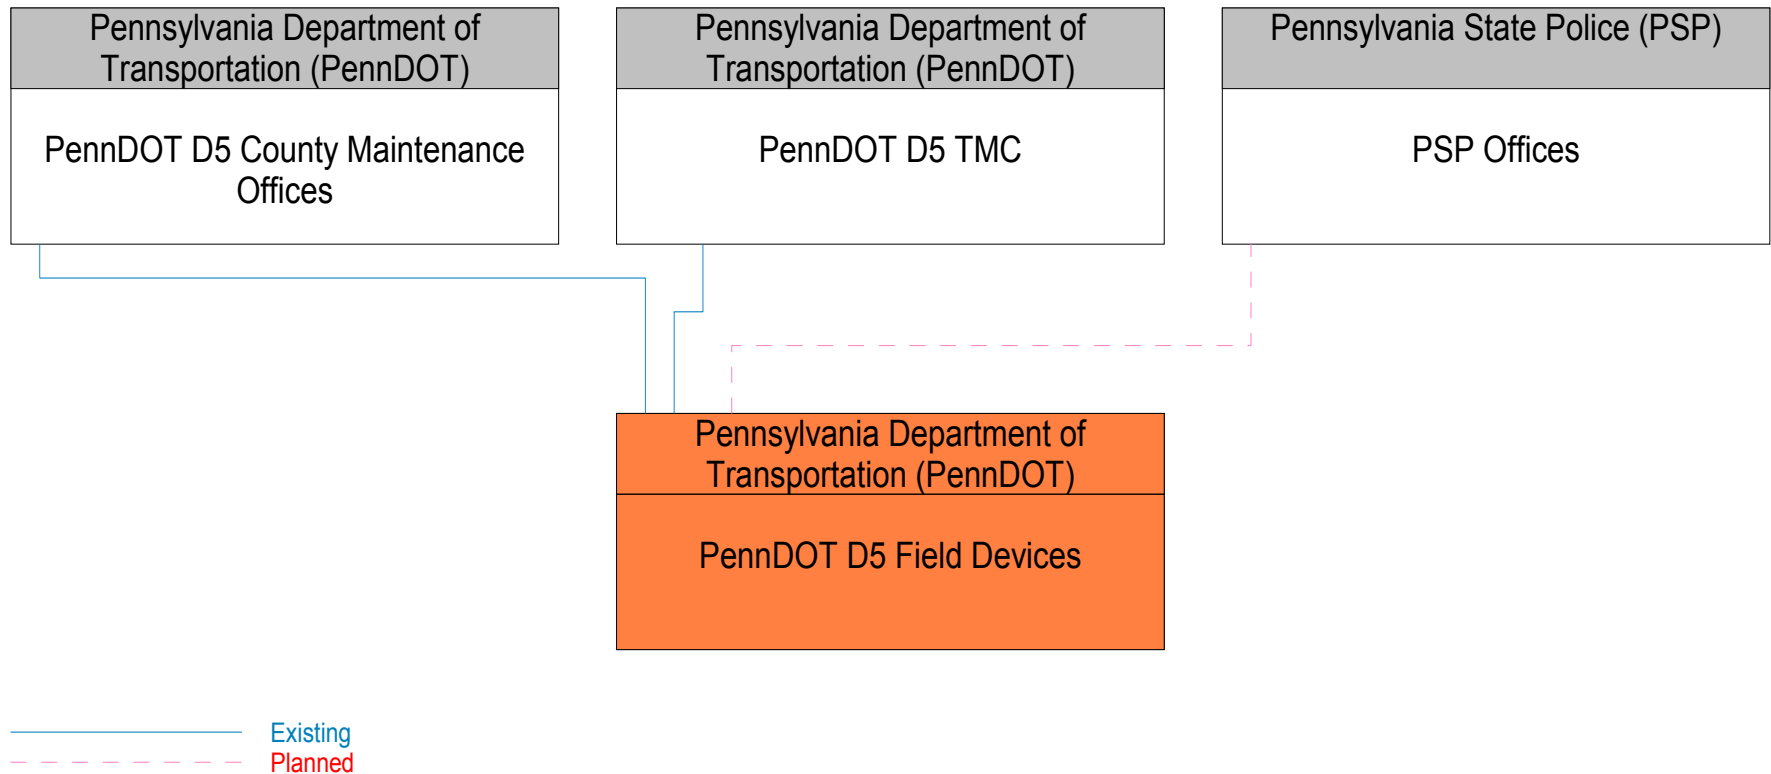 Pennsylvania Department of
Transportation (PennDOT)
PennDOT D5 County Maintenance
Offices
Pennsylvania Department of
Transportation (PennDOT)
PennDOT D5 TMC
Pennsylvania State Police (PSP)
PSP Offices
Pennsylvania Department of
Transportation (PennDOT)
PennDOT D5 Field Devices
Existing
Planned